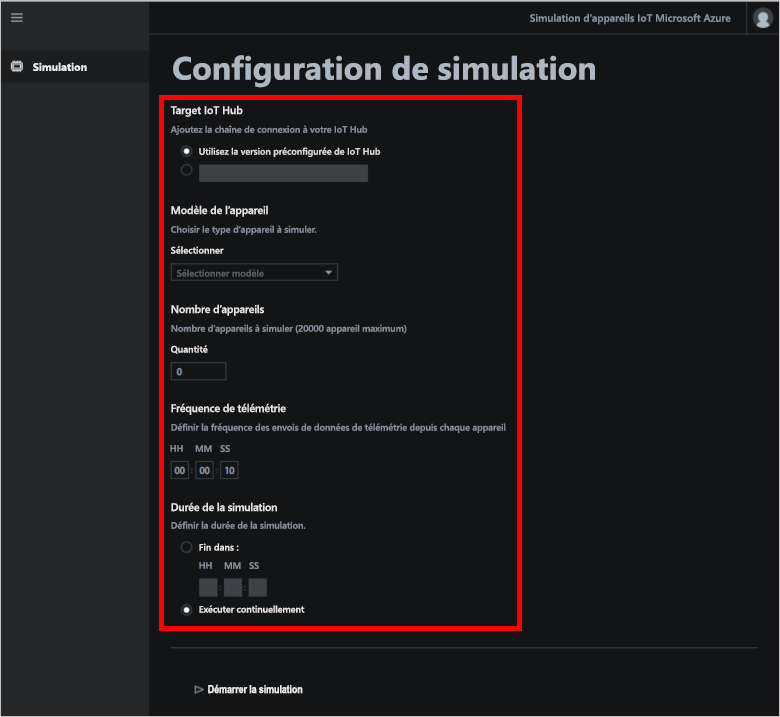 Simulation d'appareils IoT Microsoft Azure
Simulation
Configuration de simulation
Target IoT Hub
Ajoutez la chaîne de connexion à votre IoT Hub
Utilisez la version préconfigurée de IoT Hub
Modèle de l'appareil
Choisir le type d'appareil à simuler.
Sélectionner
Sélectionner modèle
Nombre d'appareils
Nombre d'appareils à simuler (20000 appareil maximum)
Quantité
0
Fréquence de télémétrie
Définir la fréquence des envois de données de télémétrie depuis chaque appareil
HH MM SS
00 : 00 : 10
Durée de la simulation
Définir la durée de la simulation.
Fin dans :
HH MM SS
: :
Exécuter continuellement
Démarrer la simulation